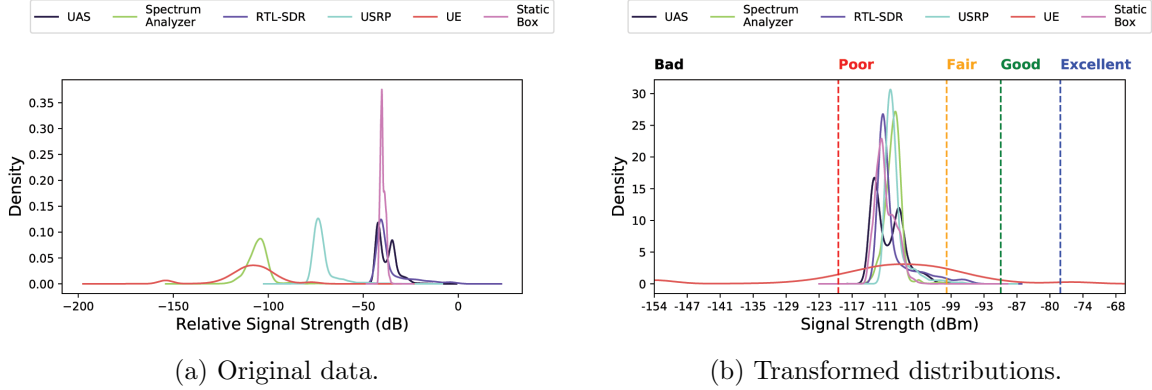 UAS Spectrum Analyzer RTL-SDR USRP UE Static Box
0.35
0.30
0.25
0.20
0.15
0.10
0.05
0.00
Density
−200 −150 −100 −50 0
Relative Signal Strength (dB)
(a) Original data.
UAS Spectrum Analyzer RTL-SDR USRP UE Static Box
Bad Poor Fair Good Excellent
30
25
20
15
10
5
0
Density
-154 -141 -135 -129 -123 -117 -111 -105 -99 -93 -87 -80 -74 -68
Signal Strength (dBm)
(b) Transformed distributions.